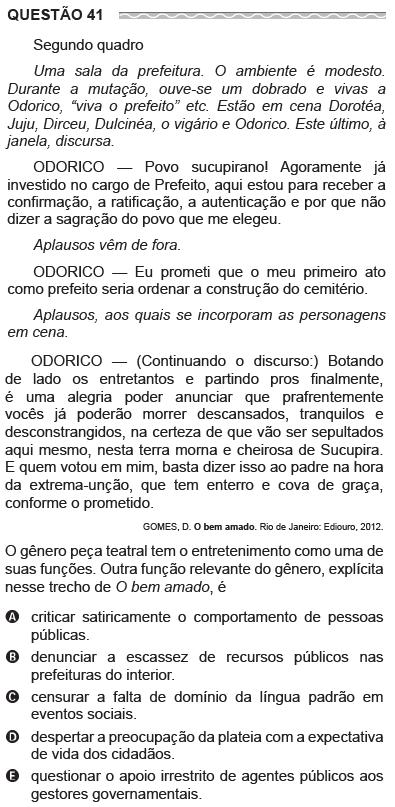 QUESTÃO 41
Segundo quadro
Uma sala da prefeitura. O ambiente é modesto.
Durante a mutação, ouve-se um dobrado e vivas a
Odorico, “viva o prefeito” etc. Estão em cena Dorotéa,
Juju, Dirceu, Dulcinéa, o vigário e Odorico. Este último, à
janela, discursa.
ODORICO — Povo sucupirano! Agoramente já
investido no cargo de Prefeito, aqui estou para receber a
confirmação, a ratificação, a autenticação e por que não
dizer a sagração do povo que me elegeu.
Aplausos vêm de fora.
ODORICO — Eu prometi que o meu primeiro ato
como prefeito seria ordenar a construção do cemitério.
Aplausos, aos quais se incorporam as personagens
em cena.
ODORICO — (Continuando o discurso:) Botando
de lado os entretantos e partindo pros finalmente,
é uma alegria poder anunciar que prafrentemente
vocês já poderão morrer descansados, tranquilos e
desconstrangidos, na certeza de que vão ser sepultados
aqui mesmo, nesta terra morna e cheirosa de Sucupira.
E quem votou em mim, basta dizer isso ao padre na hora
da extrema-unção, que tem enterro e cova de graça,
conforme o prometido.
GOMES, D. O bem amado. Rio de Janeiro: Ediouro, 2012.
O gênero peça teatral tem o entretenimento como uma de
suas funções. Outra função relevante do gênero, explícita
nesse trecho de O bem amado, é
A criticar satiricamente o comportamento de pessoas
públicas.
B denunciar a escassez de recursos públicos nas
prefeituras do interior.
C censurar a falta de domínio da língua padrão em
eventos sociais.
D despertar a preocupação da plateia com a expectativa
de vida dos cidadãos.
E questionar o apoio irrestrito de agentes públicos aos
gestores governamentais.